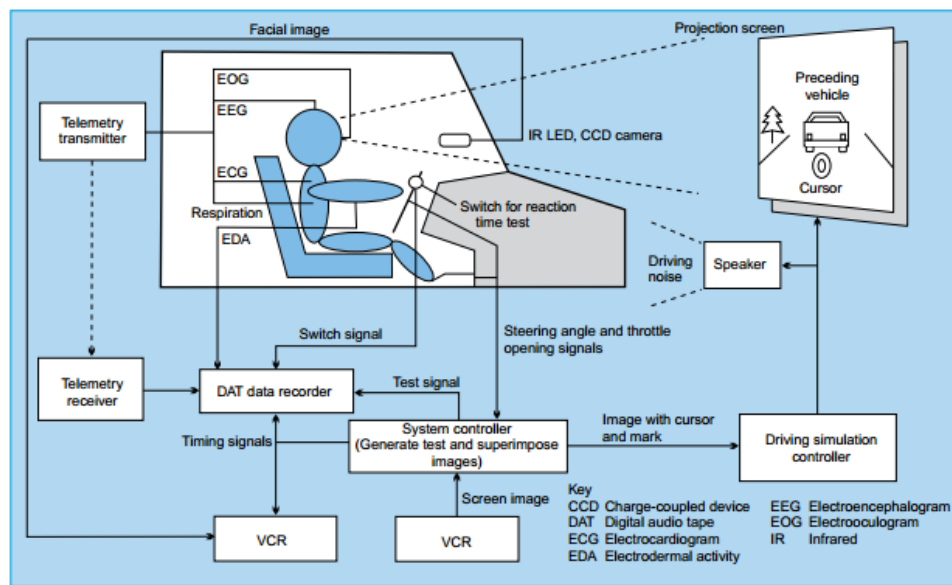 Facial image
Projection screen
EOG
EEG
Telemetry
transmitter
IR LED, CCD camera
Preceding
vehicle
Cursor
ECG
Respiration
EDA
Switch for reaction
time test
Driving
noise
Speaker
Switch signal
Steering angle and throttle
opening signals
Telemetry
receiver
DAT data recorder
Test signal
Timing signals
System controller
(Generate test and superimpose
images)
Image with cursor
and mark
Driving simulation
controller
Screen image
VCR
VCR
Key
CCD Charge-coupled device
DAT Digital audio tape
ECG Electrocardiogram
EDA Electrodermal activity
EEG Electroencephalogram
EOG Electrooculogram
IR Infrared